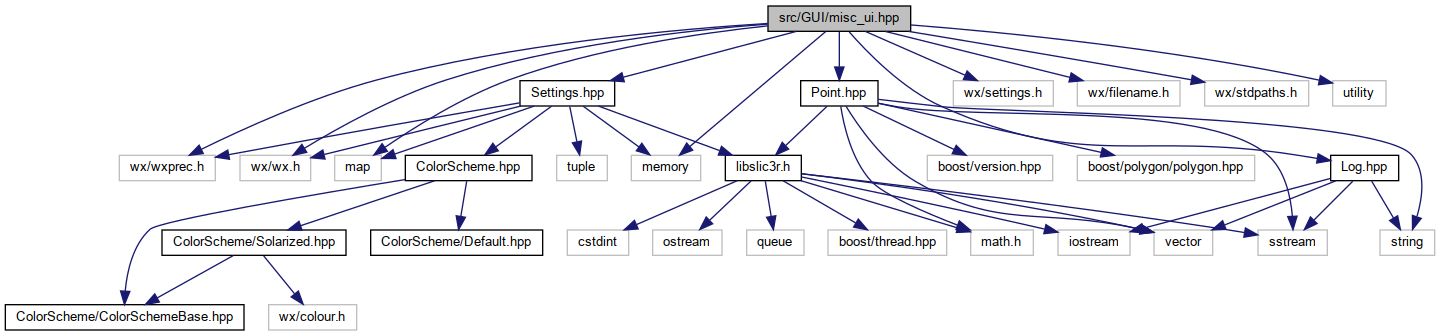 src/GUI/misc_ui.hpp
Settings.hpp
Point.hpp
wx/settings.h
wx/filename.h
wx/stdpaths.h
utility
wx/wxprec.h
wx/wx.h
map
ColorScheme.hpp
tuple
memory
libslic3r.h
boost/version.hpp
boost/polygon/polygon.hpp
Log.hpp
ColorScheme/Solarized.hpp
ColorScheme/Default.hpp
cstdint
ostream
queue
boost/thread.hpp
math.h
iostream
vector
sstream
string
ColorScheme/ColorSchemeBase.hpp
wx/colour.h